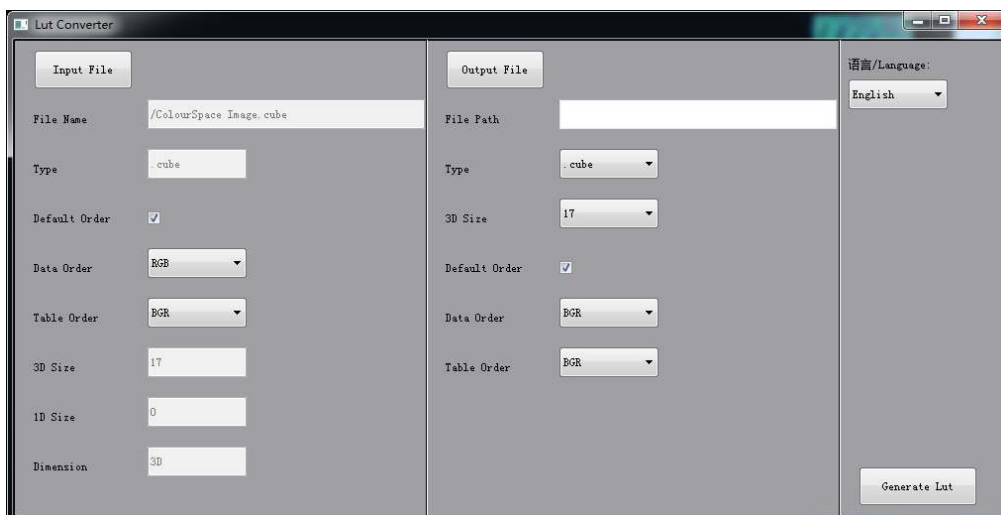 Lut Converter
Input File
File Name
/ColourSpace Image.cube
Type
.cube
Default Order
Data Order
RGB
Table Order
BGR
3D Size
17
1D Size
0
Dimension
3D
Output File
File Path
Type
.cube
3D Size
17
Default Order
Data Order
BGR
Table Order
BGR
语言/Language:
English
Generate Lut